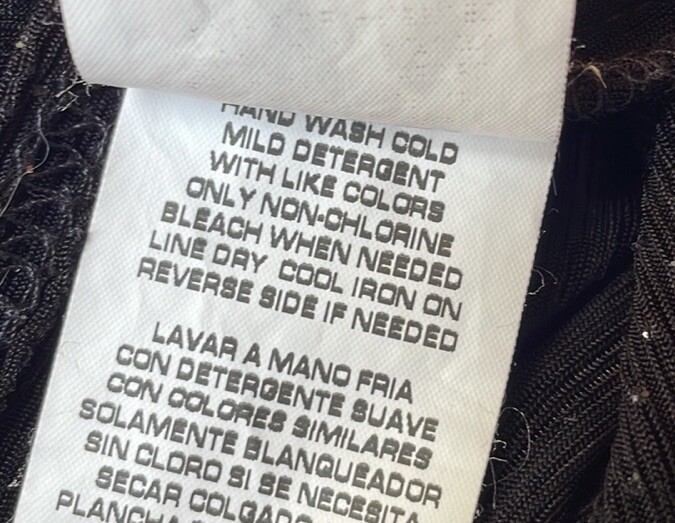 HAND WASH COLD
MILD DETERGENT
WITH LIKE COLORS
ONLY NON-CHLORINE
BLEACH WHEN NEEDED
LINE DRY COOL IRON ON
REVERSE SIDE IF NEEDED
LAVAR A MANO FRIA
CON DETERGENTE SUAVE
CON COLORES SIMILARES
SOLAMENTE BLANQUEADOR
SIN CLORO SI SE NECESITA
SECAR COLGADO